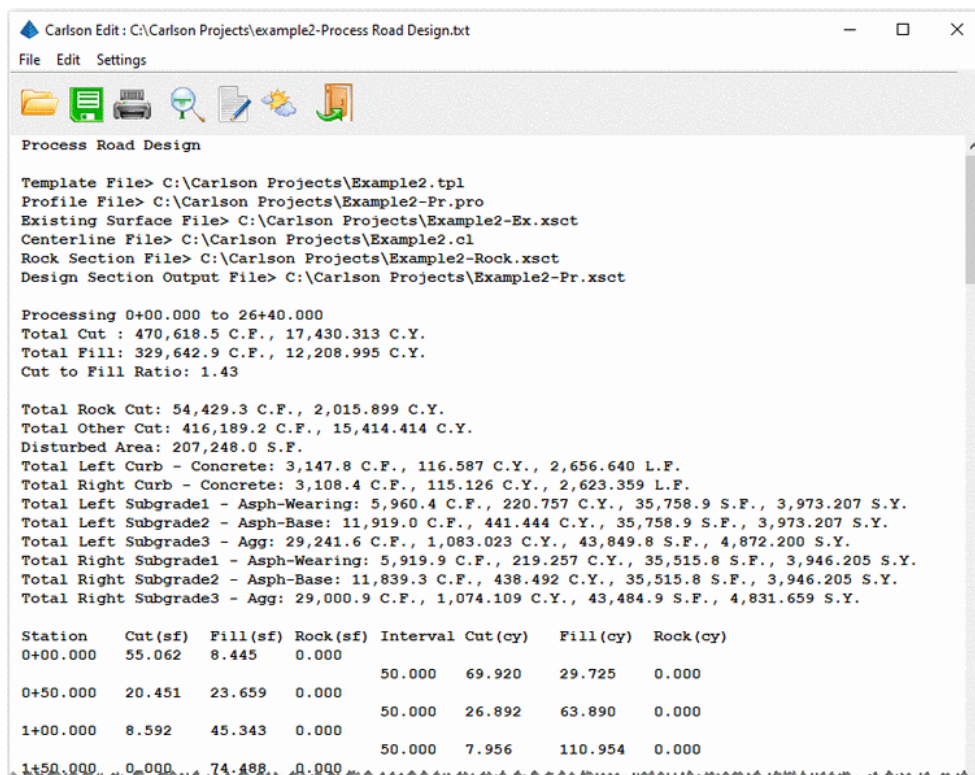 Carlson Edit : C:\Carlson Projects\example2-Process Road Design.txt
File Edit Settings
Process Road Design
Template File> C:\Carlson Projects\Example2.tpl
Profile File> C:\Carlson Projects\Example2-Pr.pro
Existing Surface File> C:\Carlson Projects\Example2-Ex.xsct
Centerline File> C:\Carlson Projects\Example2.cl
Rock Section File> C:\Carlson Projects\Example2-Rock.xsct
Design Section Output File> C:\Carlson Projects\Example2-Pr.xsct
Processing 0+00.000 to 26+40.000
Total Cut : 470,618.5 C.F., 17,430.313 C.Y.
Total Fill: 329,642.9 C.F., 12,208.995 C.Y.
Cut to Fill Ratio: 1.43
Total Rock Cut: 54,429.3 C.F., 2,015.899 C.Y.
Total Other Cut: 416,189.2 C.F., 15,414.414 C.Y.
Disturbed Area: 207,248.0 S.F.
Total Left Curb - Concrete: 3,147.8 C.F., 116.587 C.Y., 2,656.640 L.F.
Total Right Curb - Concrete: 3,108.4 C.F., 115.126 C.Y., 2,623.359 L.F.
Total Left Subgrade1 - Asph-Wearing: 5,960.4 C.F., 220.757 C.Y., 35,758.9 S.F., 3,973.207 S.Y.
Total Left Subgrade2 - Asph-Base: 11,919.0 C.F., 441.444 C.Y., 35,758.9 S.F., 3,973.207 S.Y.
Total Left Subgrade3 - Agg: 29,241.6 C.F., 1,083.023 C.Y., 43,849.8 S.F., 4,872.200 S.Y.
Total Right Subgrade1 - Asph-Wearing: 5,919.9 C.F., 219.257 C.Y., 35,515.8 S.F., 3,946.205 S.Y.
Total Right Subgrade2 - Asph-Base: 11,839.3 C.F., 438.492 C.Y., 35,515.8 S.F., 3,946.205 S.Y.
Total Right Subgrade3 - Agg: 29,000.9 C.F., 1,074.109 C.Y., 43,484.9 S.F., 4,831.659 S.Y.
Station Cut(sf) Fill(sf) Rock(sf) Interval Cut(cy) Fill(cy) Rock(cy)
0+00.000 55.062 8.445 0.000
50.000 69.920 29.725 0.000
0+50.000 20.451 23.659 0.000
50.000 26.892 63.890 0.000
1+00.000 8.592 45.343 0.000
50.000 7.956 110.954 0.000
1+50.000 0.000 74.488 0.000